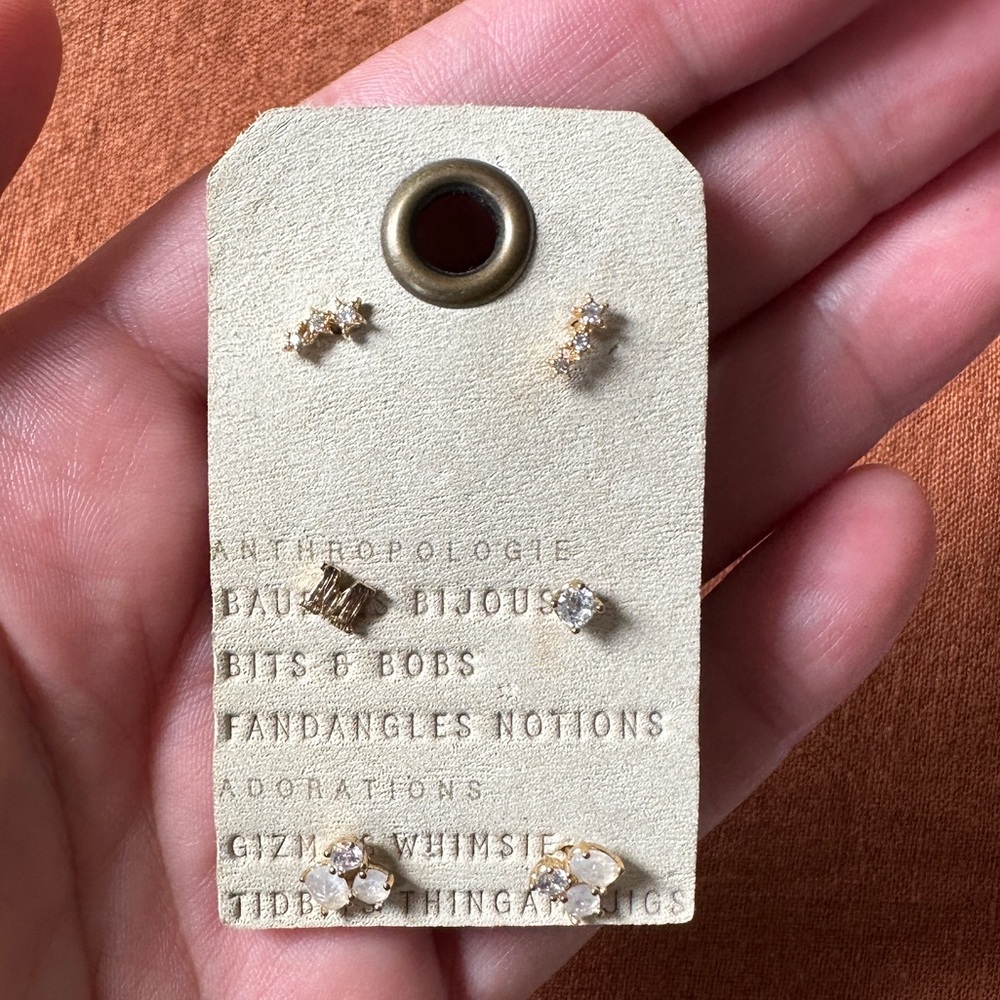 ANTHROPOLOGIE
BIJOUS
BITS & BOBS
FANDANGLES NOTIONS
ADORATIONS
WHIMSIE